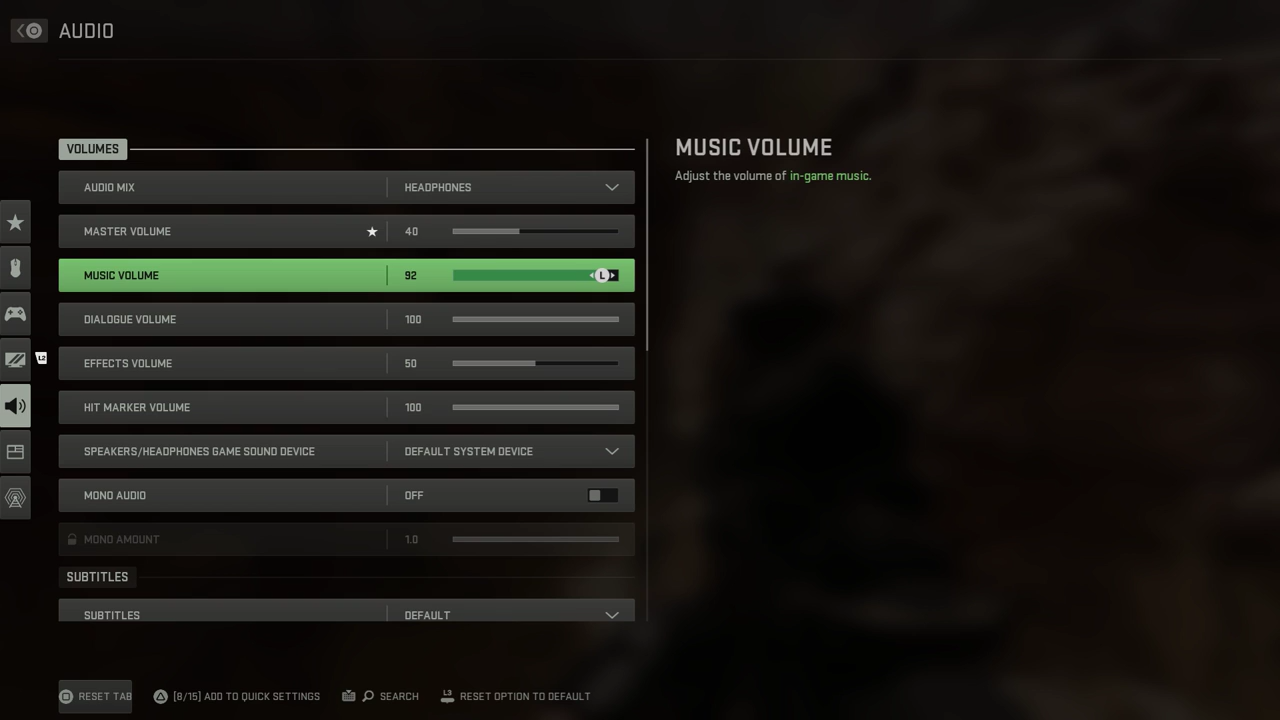 AUDIO
VOLUMES
AUDIO MIX HEADPHONES
MASTER VOLUME 40
MUSIC VOLUME 92 L
DIALOGUE VOLUME 100
L2
EFFECTS VOLUME 50
HIT MARKER VOLUME 100
SPEAKERS/HEADPHONES GAME SOUND DEVICE DEFAULT SYSTEM DEVICE
MONO AUDIO OFF
MONO AMOUNT 1.0
SUBTITLES
SUBTITLES DEFAULT
MUSIC VOLUME
Adjust the volume of in-game music.
RESET TAB [8/15] ADD TO QUICK SETTINGS SEARCH L3 RESET OPTION TO DEFAULT